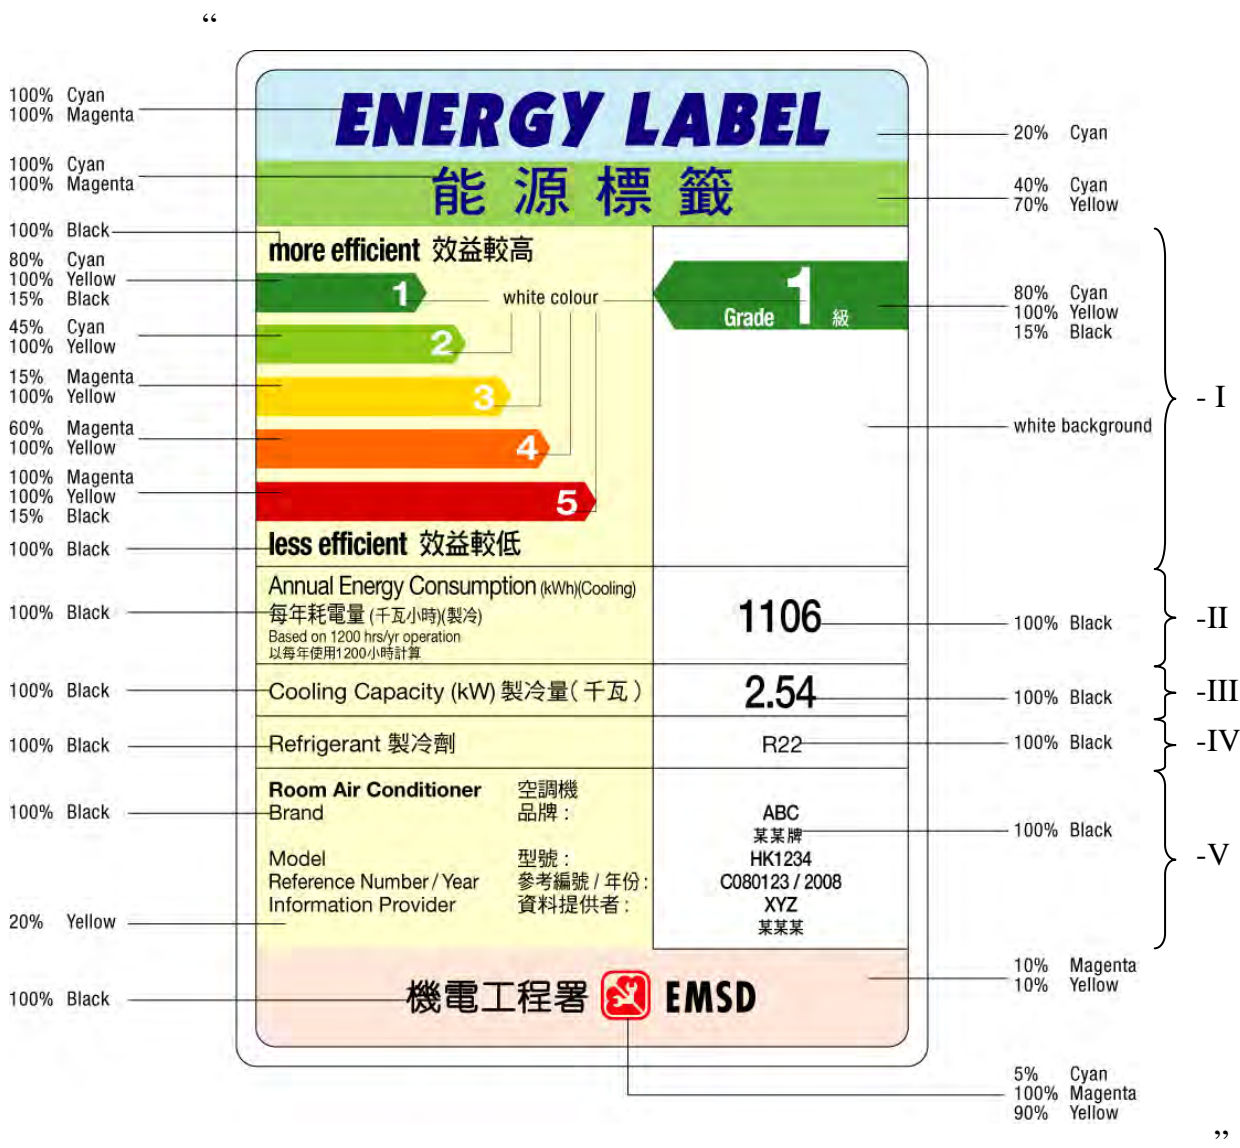 “
100% Cyan
100% Magenta
ENERGY LABEL
20% Cyan
100% Cyan
100% Magenta
能源標籤
40% Cyan
70% Yellow
100% Black
more efficient 效益較高
80% Cyan
100% Yellow
15% Black
1
white colour
Grade 1 級
80% Cyan
100% Yellow
15% Black
45% Cyan
100% Yellow
2
15% Magenta
100% Yellow
3
- I
60% Magenta
100% Yellow
4
white background
100% Magenta
100% Yellow
15% Black
5
100% Black
less efficient 效益較低
Annual Energy Consumption (kWh)(Cooling)
100% Black
每年耗電量 (千瓦小時)(製冷)
Based on 1200 hrs/yr operation
以每年使用1200小時計算
1106
100% Black
-II
100% Black
Cooling Capacity (kW) 製冷量( 千瓦 )
2.54
100% Black
-III
100% Black
Refrigerant 製冷劑
R22
100% Black
-IV
Room Air Conditioner 空調機
100% Black
Brand 品牌 :
ABC
某某牌
100% Black
-V
Model 型號 :
HK1234
Reference Number / Year 參考編號 / 年份 :
C080123 / 2008
Information Provider 資料提供者 :
XYZ
某某某
20% Yellow
10% Magenta
10% Yellow
100% Black
機電工程署 EMSD
5% Cyan
100% Magenta
90% Yellow
”